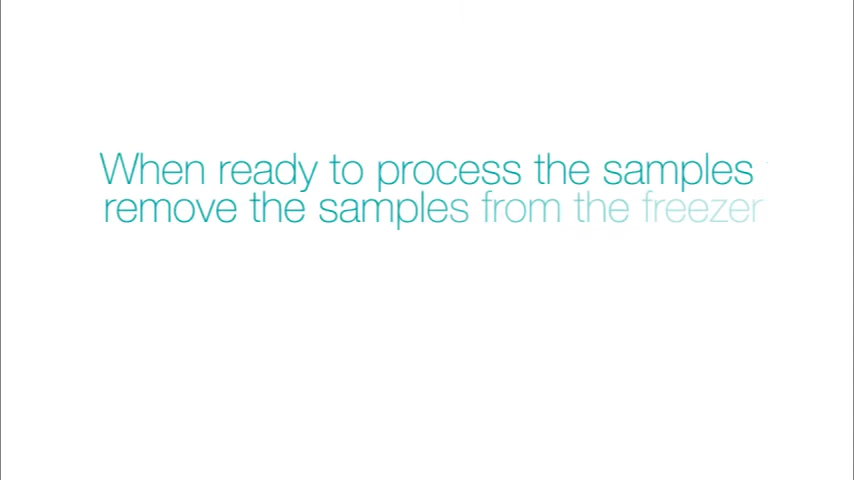 When ready to process the samples
remove the samples from the freezer